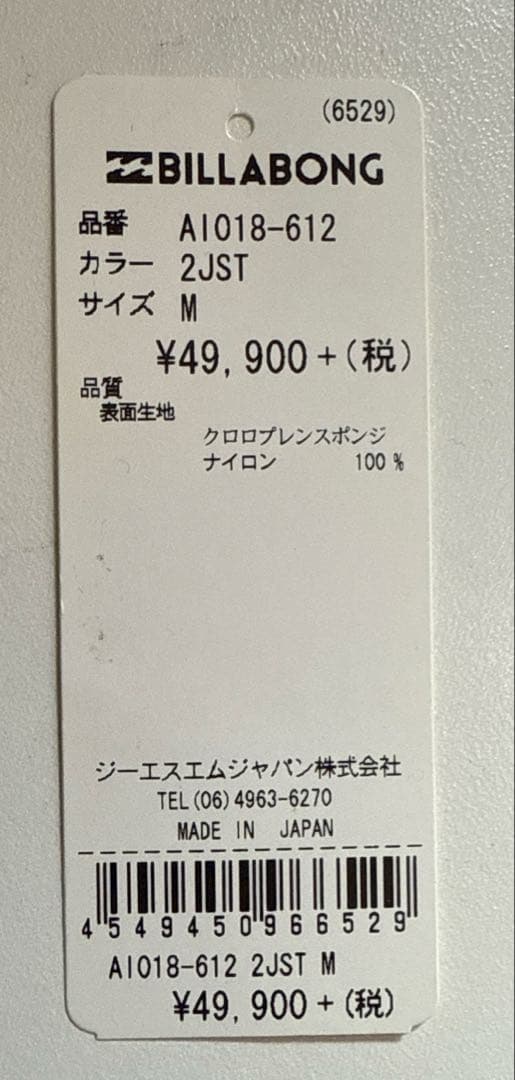 (6529)
BILLABONG
品番 AI018-612
カラー 2JST
サイズ M
¥49,900+(税)
品質
表面生地
クロロプレンスポンジ
ナイロン 100 %
ジーエスエムジャパン株式会社
TEL(06)4963-6270
MADE IN JAPAN
4549450966529
AI018-612 2JST M
¥49,900+(税)